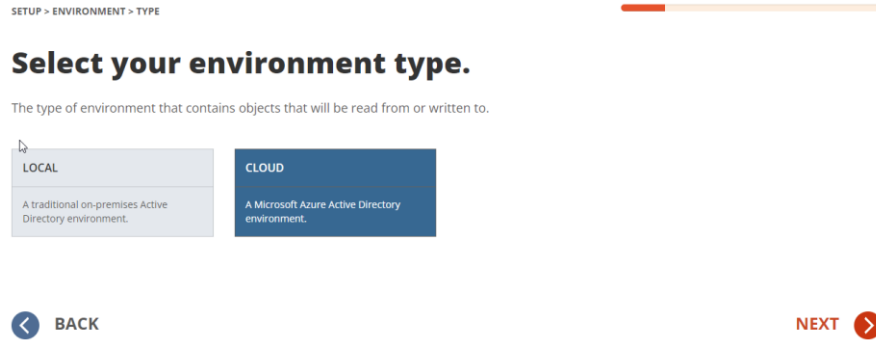 SETUP > ENVIRONMENT > TYPE
Select your environment type.
The type of environment that contains objects that will be read from or written to.
LOCAL
A traditional on-premises Active
Directory environment.
CLOUD
A Microsoft Azure Active Directory
environment.
BACK
NEXT